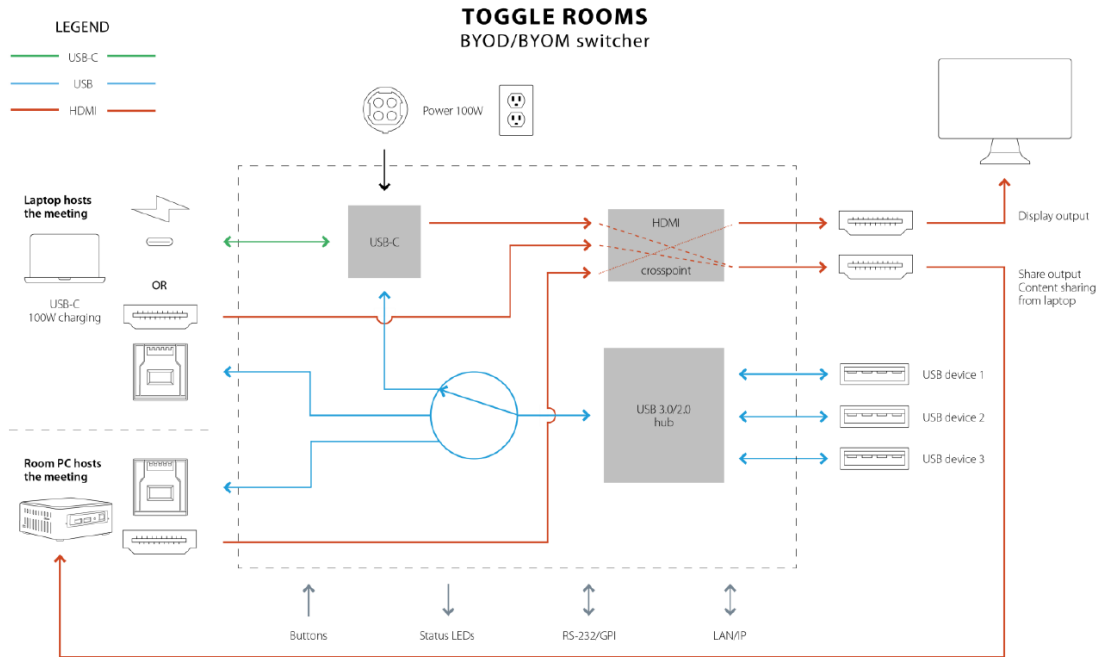 TOGGLE ROOMS
BYOD/BYOM switcher
LEGEND
USB-C
USB
HDMI
Power 100W
Laptop hosts
the meeting
OR
USB-C
100W charging
USB-C
HDMI
crosspoint
Display output
Share output
Content sharing
from laptop
USB 3.0/2.0
hub
USB device 1
USB device 2
USB device 3
Room PC hosts
the meeting
Buttons
Status LEDs
RS-232/GPI
LAN/IP